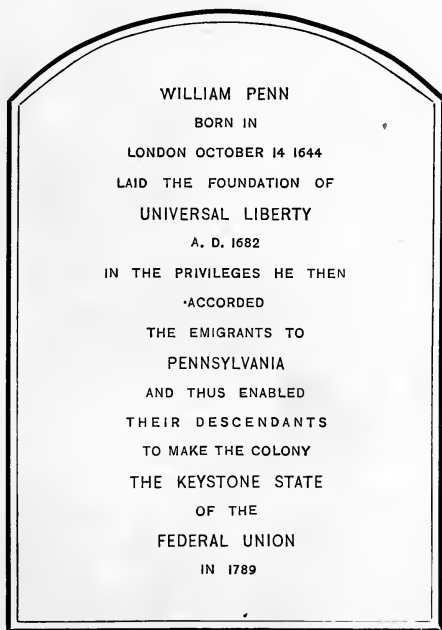 WILLIAM PENN
BORN IN
LONDON OCTOBER 14 1644
LAID THE FOUNDATION OF
UNIVERSAL LIBERTY
A. D. 1682
IN THE PRIVILEGES HE THEN
ACCORDED
THE EMIGRANTS TO
PENNSYLVANIA
AND THUS ENABLED
THEIR DESCENDANTS
TO MAKE THE COLONY
THE KEYSTONE STATE
OF THE
FEDERAL UNION
IN 1789